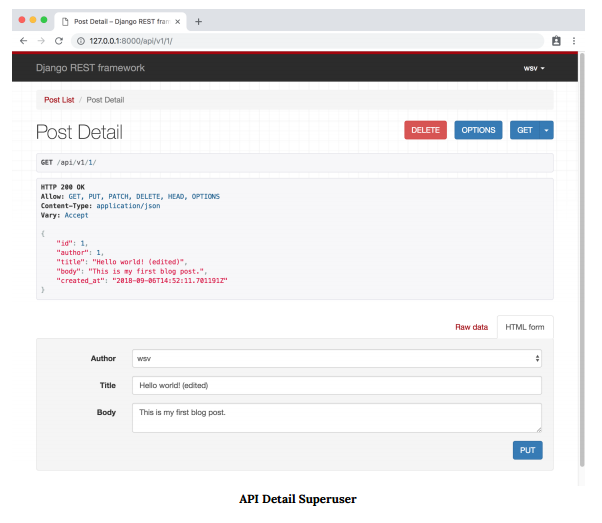 Post Detail – Django REST fram
127.0.0.1:8000/api/v1/1/
Django REST framework
wsv
Post List / Post Detail
Post Detail
DELETE
OPTIONS
GET
GET /api/v1/1/
HTTP 200 OK
Allow: GET, PUT, PATCH, DELETE, HEAD, OPTIONS
Content-Type: application/json
Vary: Accept
{
"id": 1,
"author": 1,
"title": "Hello world! (edited)",
"body": "This is my first blog post.",
"created_at": "2018-09-06T14:52:11.701191Z"
}
Raw data
HTML form
Author
wsv
Title
Hello world! (edited)
Body
This is my first blog post.
PUT
API Detail Superuser